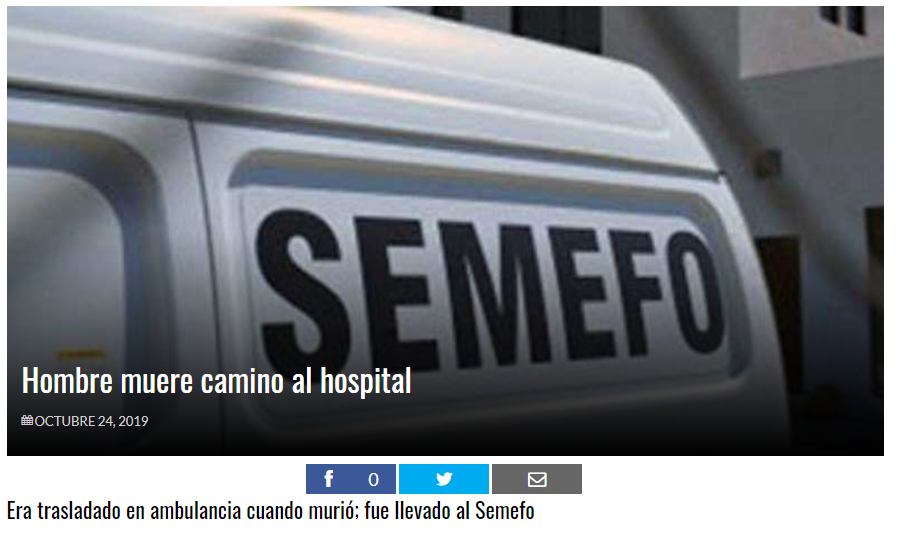 SEMEFO
Hombre muere camino al hospital
OCTUBRE 24, 2019
0
Era trasladado en ambulancia cuando murió; fue llevado al Semefo